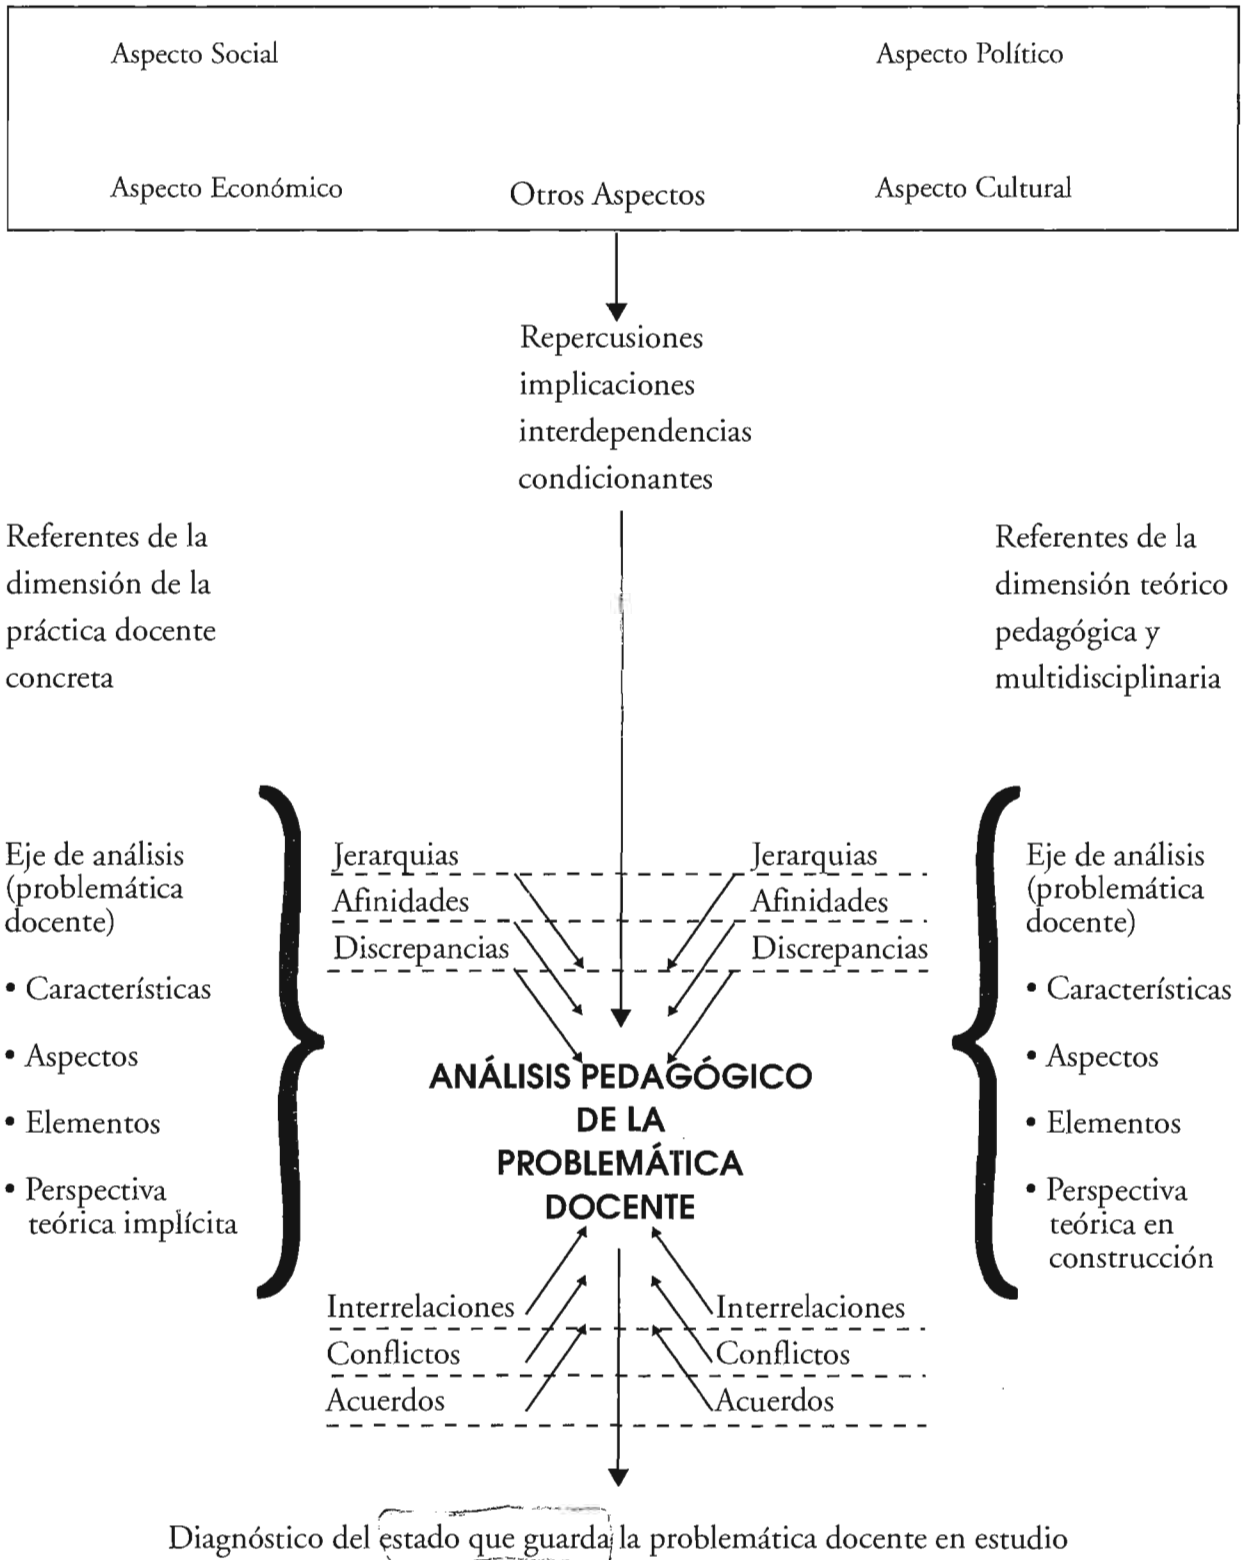 Aspecto Social
Aspecto Político
Aspecto Económico
Otros Aspectos
Aspecto Cultural
Repercusiones
implicaciones
interdependencias
condicionantes
Referentes de la
dimensión de la
práctica docente
concreta
Referentes de la
dimensión teórico
pedagógica y
multidisciplinaria
Eje de análisis
(problemática
docente)
• Características
• Aspectos
• Elementos
• Perspectiva
teórica implícita
Jerarquias
Afinidades
Discrepancias
Jerarquias
Afinidades
Discrepancias
Eje de análisis
(problemática
docente)
• Características
• Aspectos
• Elementos
• Perspectiva
teórica en
construcción
ANÁLISIS PEDAGÓGICO
DE LA
PROBLEMÁTICA
DOCENTE
Interrelaciones
Conflictos
Acuerdos
Interrelaciones
Conflictos
Acuerdos
Diagnóstico del estado que guarda la problemática docente en estudio